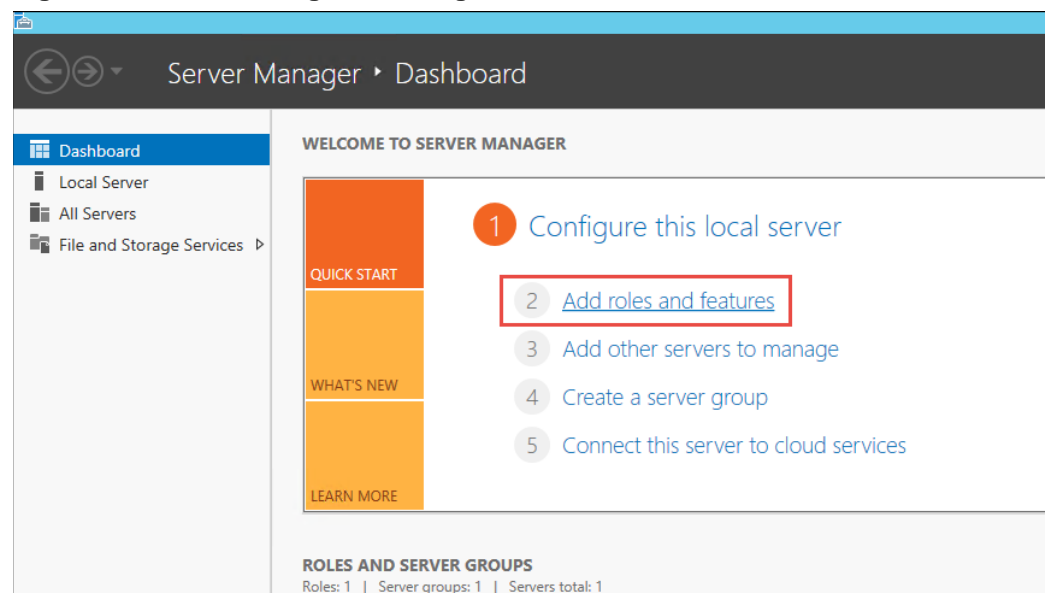 Server Manager ‣ Dashboard
Dashboard
Local Server
All Servers
File and Storage Services
WELCOME TO SERVER MANAGER
QUICK START
WHAT'S NEW
LEARN MORE
1 Configure this local server
2 Add roles and features
3 Add other servers to manage
4 Create a server group
5 Connect this server to cloud services
ROLES AND SERVER GROUPS
Roles: 1 | Server groups: 1 | Servers total: 1